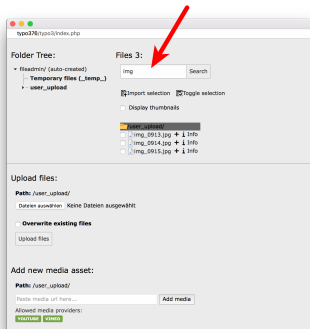 typo376/typo3/index.php
Folder Tree:
Files 3:
fileadmin/ (auto-created)
Temporary files (_temp_)
user_upload
img
Search
Import selection
Toggle selection
Display thumbnails
/user_upload/
img_0913.jpg + i Info
img_0914.jpg + i Info
img_0915.jpg + i Info
Upload files:
Path: /user_upload/
Dateien auswählen Keine Dateien ausgewählt
Overwrite existing files
Upload files
Add new media asset:
Path: /user_upload/
Paste media url here...
Add media
Allowed media providers:
YOUTUBE VIMEO